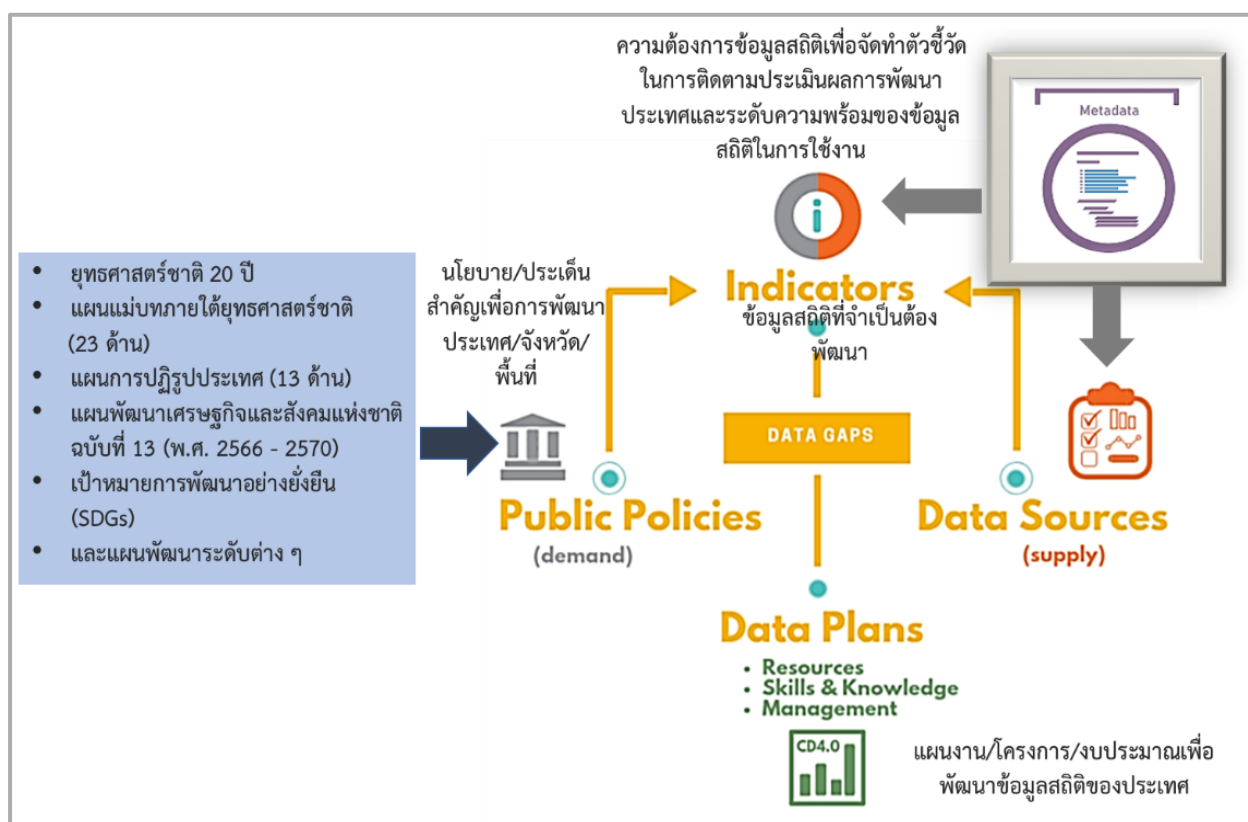 ความต้องการข้อมูลสถิติเพื่อจัดทำตัวชี้วัด
ในการติดตามประเมินผลการพัฒนา
ประเทศและระดับความพร้อมของข้อมูล
สถิติในการใช้งาน
Metadata
• ยุทธศาสตร์ชาติ 20 ปี
• แผนแม่บทภายใต้ยุทธศาสตร์ชาติ
(23 ด้าน)
• แผนการปฏิรูปประเทศ (13 ด้าน)
• แผนพัฒนาเศรษฐกิจและสังคมแห่งชาติ
ฉบับที่ 13 (พ.ศ. 2566 - 2570)
• เป้าหมายการพัฒนาอย่างยั่งยืน
(SDGs)
• และแผนพัฒนาระดับต่าง ๆ
นโยบาย/ประเด็น
สำคัญเพื่อการพัฒนา
ประเทศ/จังหวัด/
พื้นที่
Indicators
ข้อมูลสถิติที่จำเป็นต้อง
พัฒนา
DATA GAPS
Public Policies
(demand)
Data Sources
(supply)
Data Plans
• Resources
• Skills & Knowledge
• Management
CD4.0
แผนงาน/โครงการ/งบประมาณเพื่อ
พัฒนาข้อมูลสถิติของประเทศ